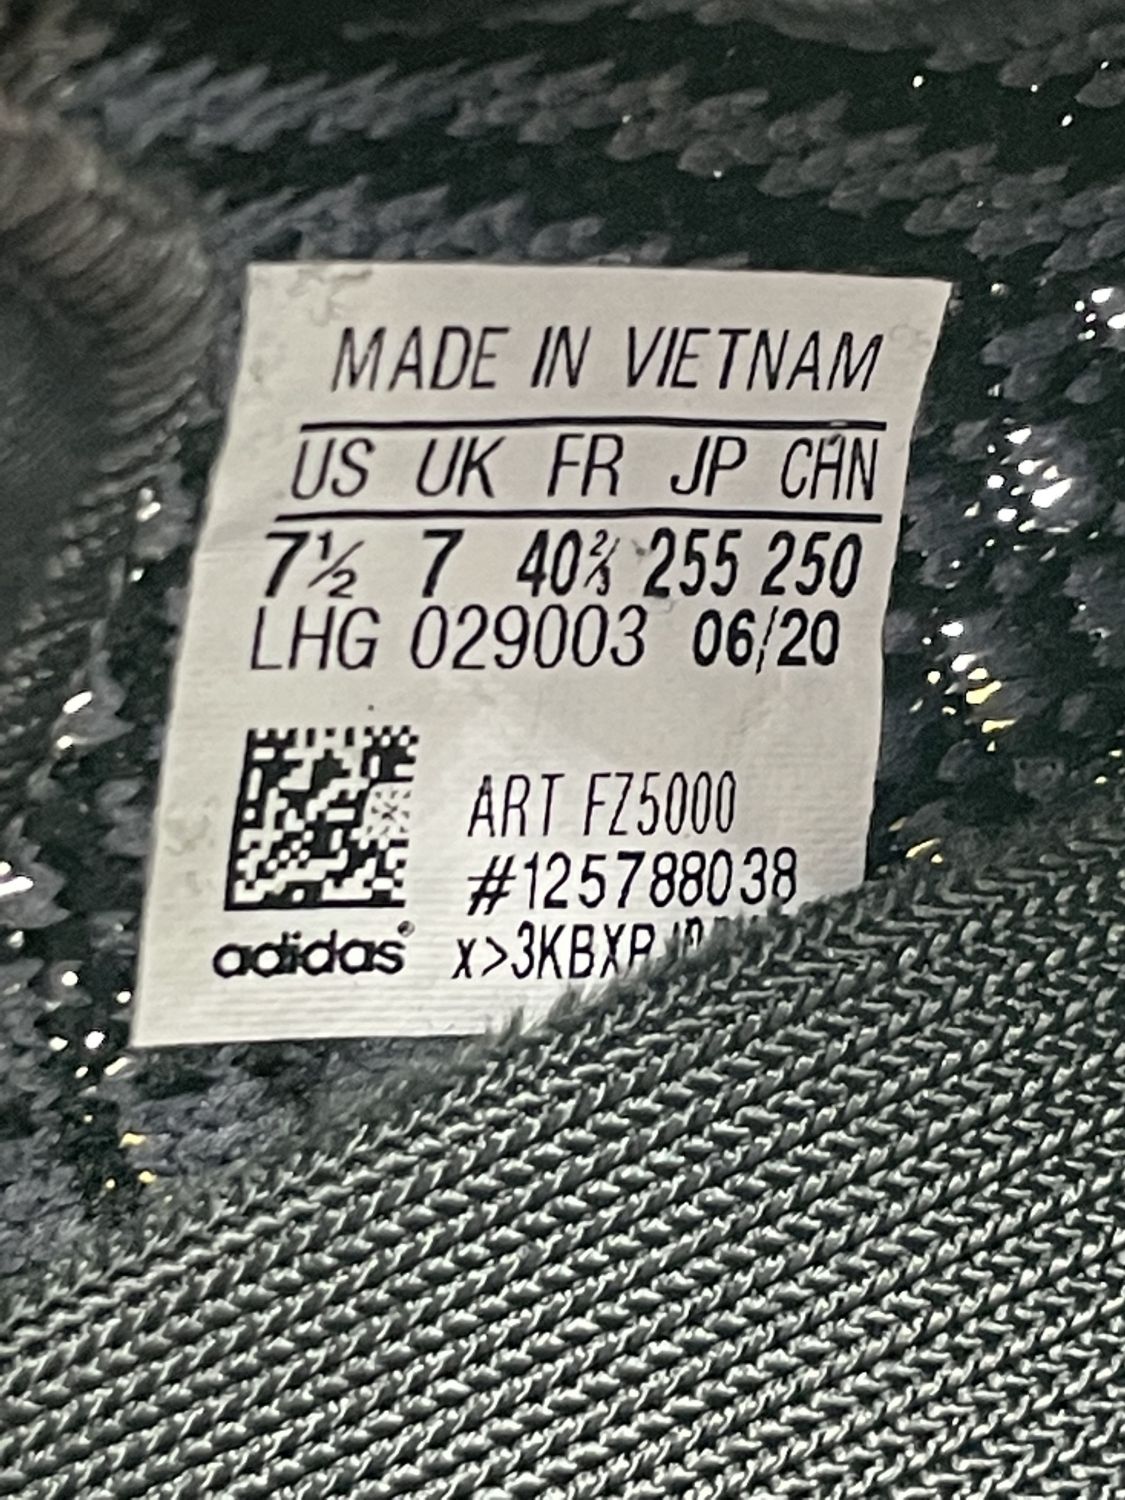 MADE IN VIETNAM
US UK FR JP CHN
7½ 7 40⅔ 255 250
LHG 029003 06/20
ART FZ5000
#125788038
adidas®